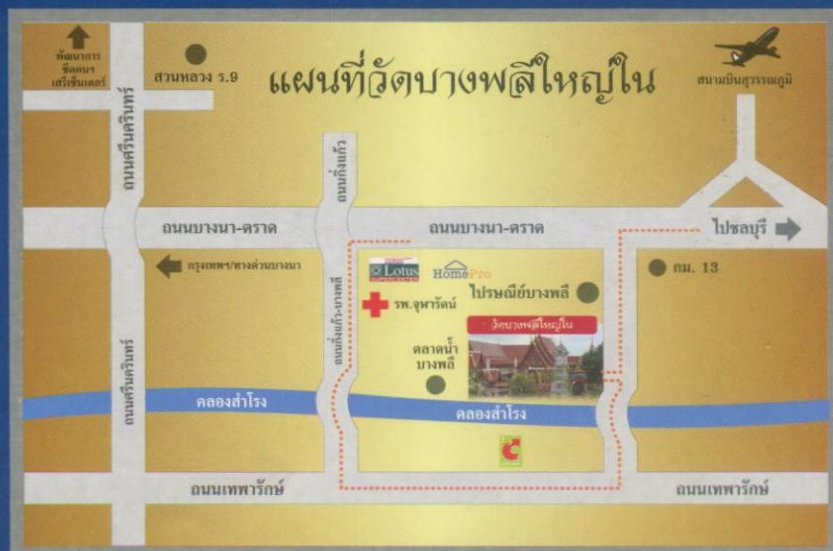 พัฒนาการ
ซีคอนฯ
เสรีเซ็นเตอร์
สวนหลวง ร.9
แผนที่วัดบางพลีใหญ่ใน
สนามบินสุวรรณภูมิ
ถนนศรีนครินทร์
ถนนกิ่งแก้ว
ถนนบางนา-ตราด
ถนนบางนา-ตราด
ไปชลบุรี
กรุงเทพฯ/ทางด่วนบางนา
Lotus
HomePro
กม. 13
รพ.จุฬารัตน์
ไปรษณีย์บางพลี
ถนนกิ่งแก้ว-บางพลี
วัดบางพลีใหญ่ใน
ตลาดน้ำ
บางพลี
ถนนศรีนครินทร์
คลองสำโรง
คลองสำโรง
ถนนเทพารักษ์
ถนนเทพารักษ์